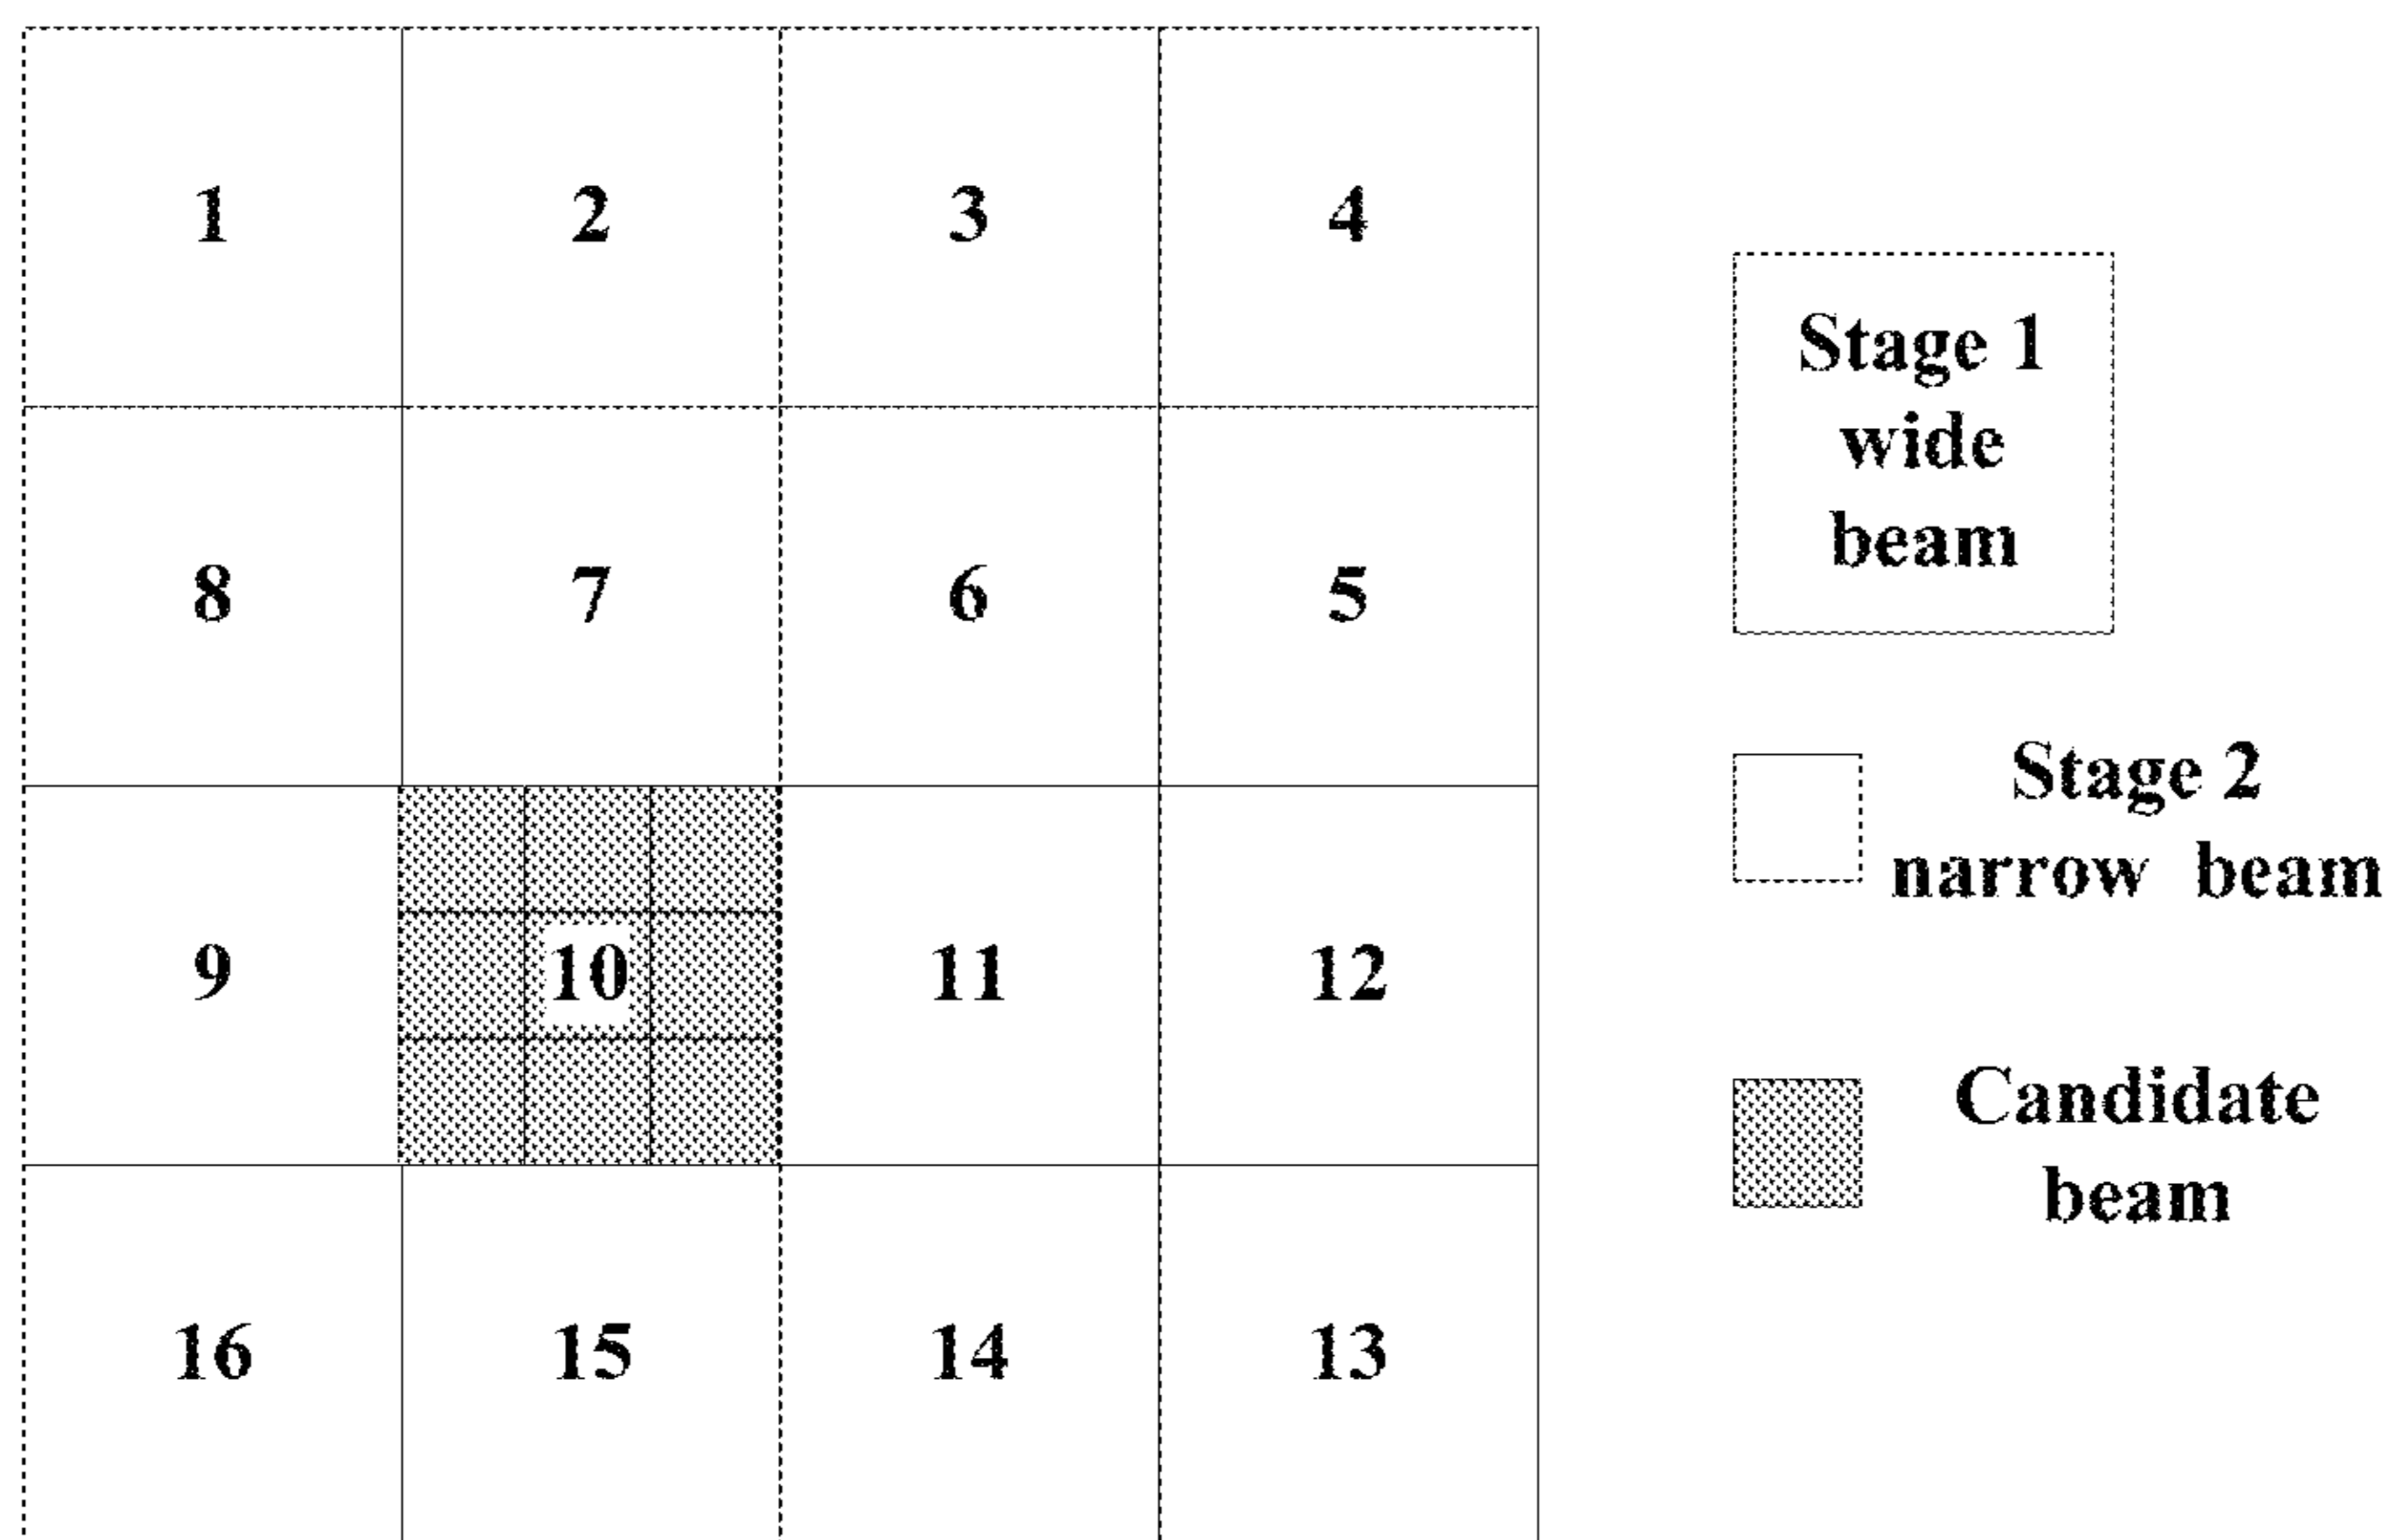 1 2 3 4
8 7 6 5
9 10 11 12
16 15 14 13
Stage 1
wide
beam
Stage 2
narrow beam
Candidate
beam